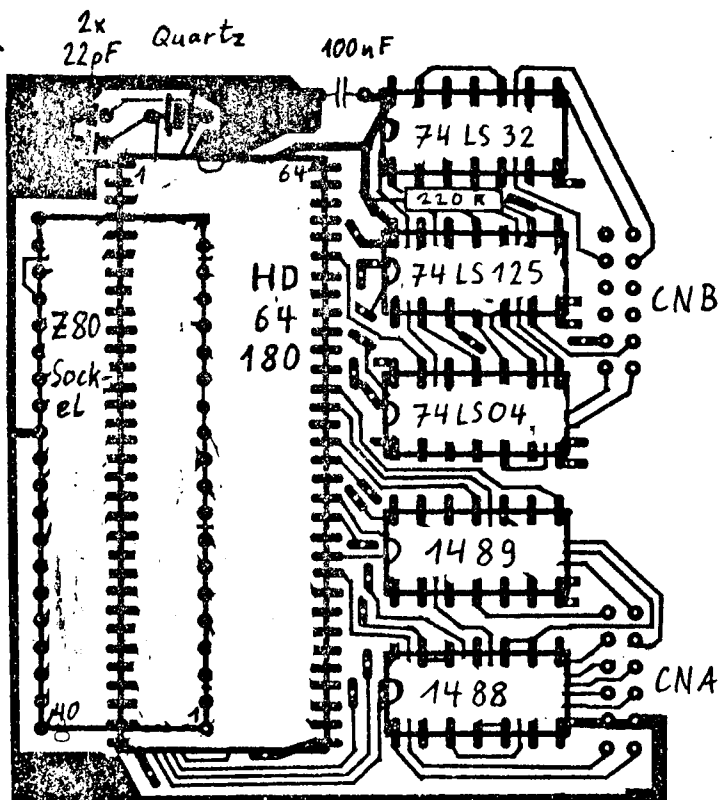 2x
22pF
Quartz
100nF
74 LS 32
1
64
220 R
HD
64
180
74 LS 125
CNB
Z80
Sock-
el
74LS04
1489
1488
CNA
40
1